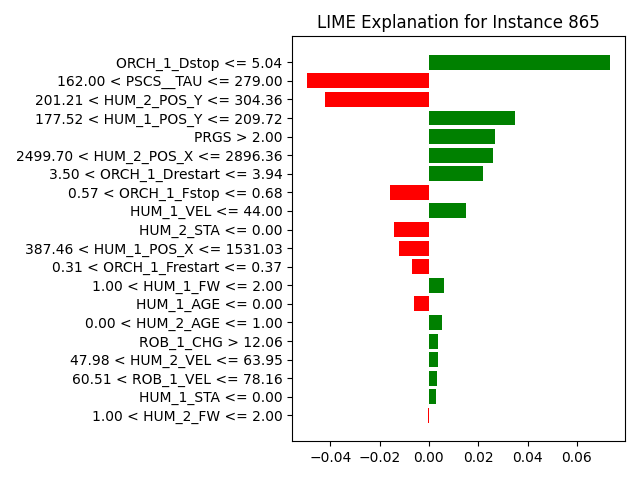 LIME Explanation for Instance 865
ORCH_1_Dstop <= 5.04
162.00 < PSCS__TAU <= 279.00
201.21 < HUM_2_POS_Y <= 304.36
177.52 < HUM_1_POS_Y <= 209.72
PRGS > 2.00
2499.70 < HUM_2_POS_X <= 2896.36
3.50 < ORCH_1_Drestart <= 3.94
0.57 < ORCH_1_Fstop <= 0.68
HUM_1_VEL <= 44.00
HUM_2_STA <= 0.00
387.46 < HUM_1_POS_X <= 1531.03
0.31 < ORCH_1_Frestart <= 0.37
1.00 < HUM_1_FW <= 2.00
HUM_1_AGE <= 0.00
0.00 < HUM_2_AGE <= 1.00
ROB_1_CHG > 12.06
47.98 < HUM_2_VEL <= 63.95
60.51 < ROB_1_VEL <= 78.16
HUM_1_STA <= 0.00
1.00 < HUM_2_FW <= 2.00
−0.04 −0.02 0.00 0.02 0.04 0.06